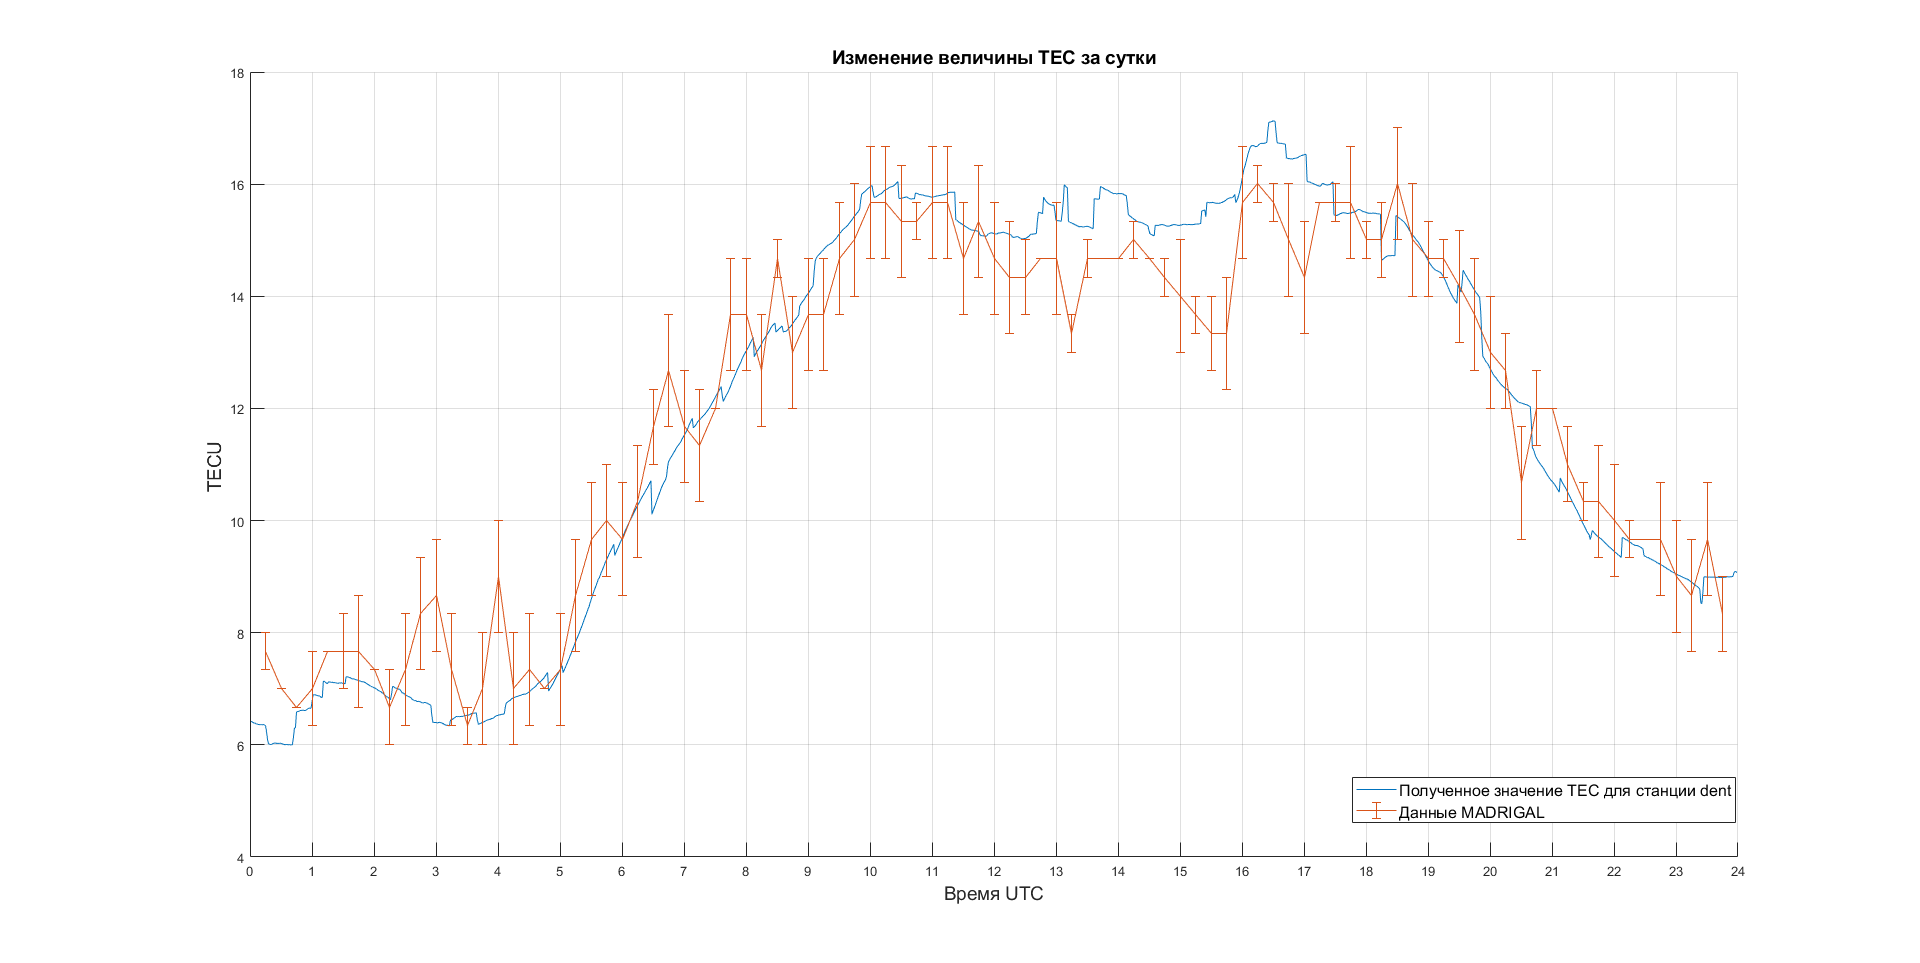 Изменение величины TEC за сутки
18
16
14
12
10
8
6
4
TECU
0 1 2 3 4 5 6 7 8 9 10 11 12 13 14 15 16 17 18 19 20 21 22 23 24
Время UTC
Полученное значение TEC для станции dent
Данные MADRIGAL